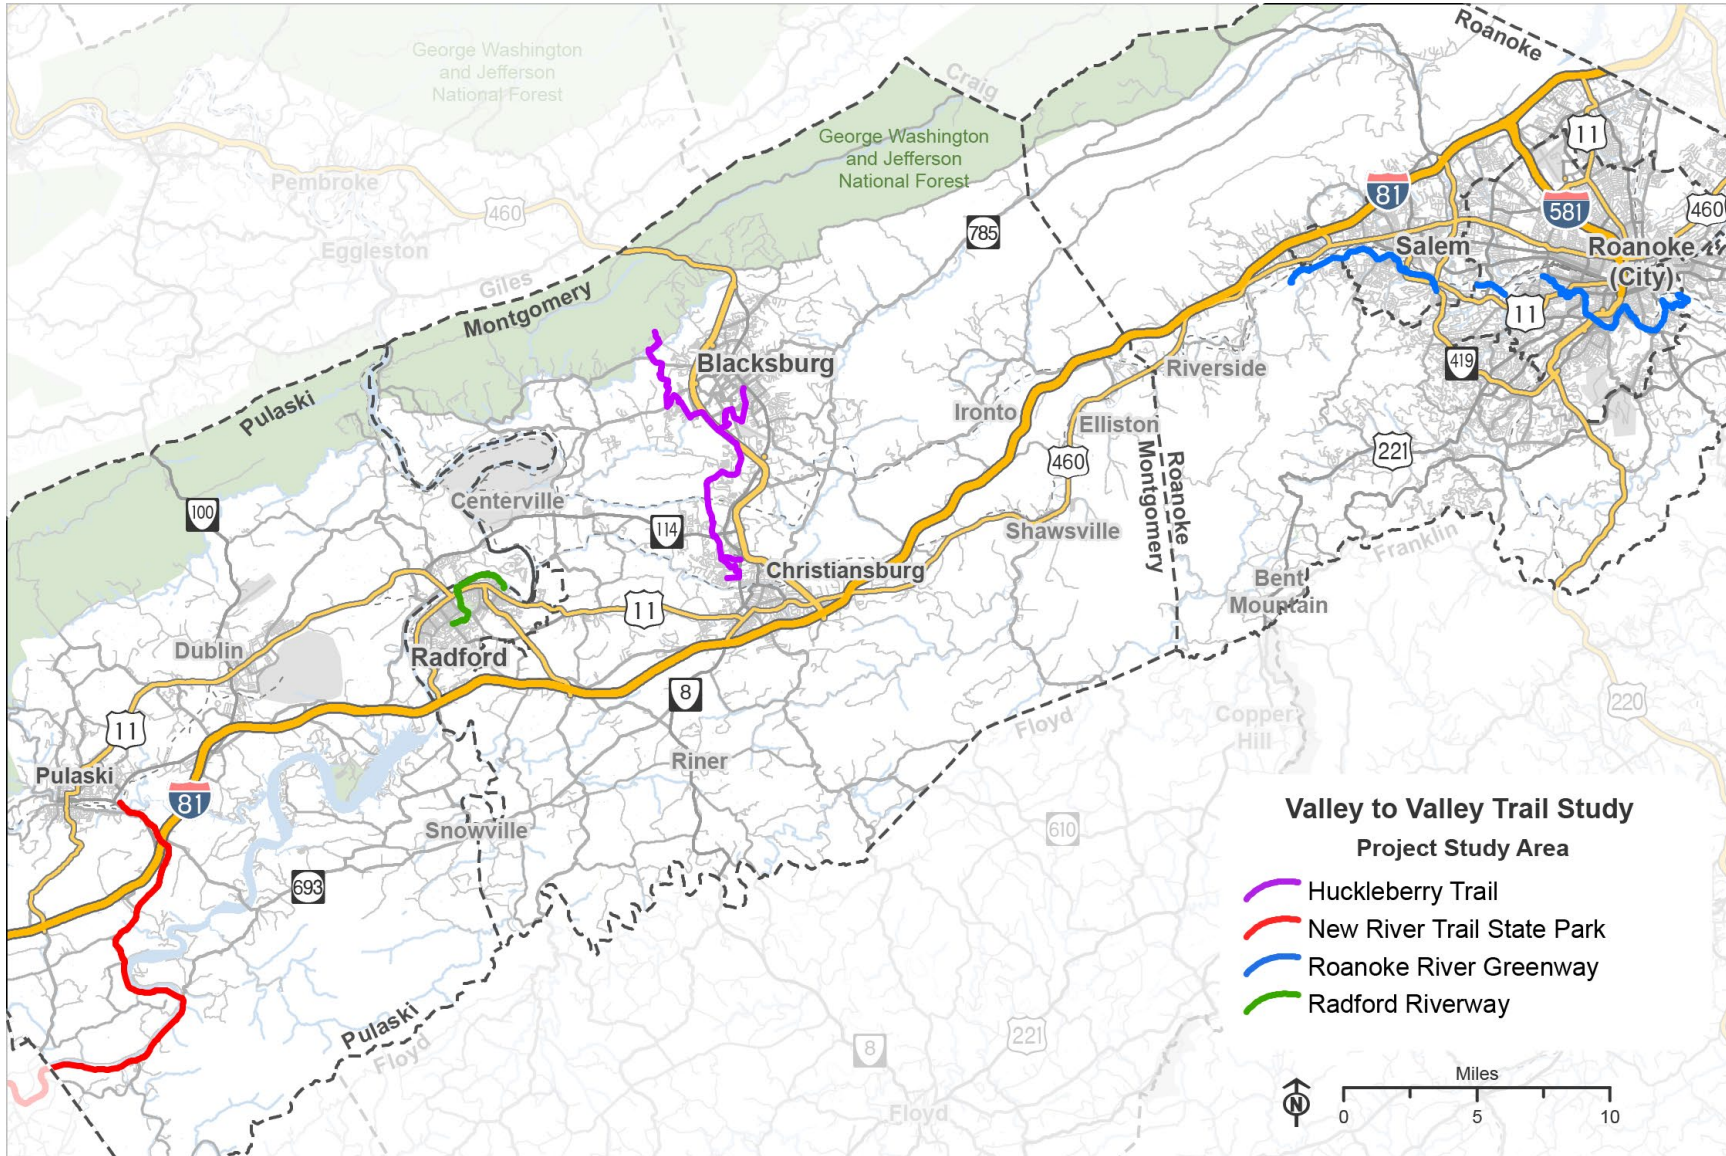 Roanoke
George Washington
and Jefferson
National Forest
Craig
George Washington
and Jefferson
National Forest
11
Pembroke
460
81
581
460
785
Eggleston
Salem
Roanoke
(City)
Giles
Montgomery
11
Blacksburg
Riverside
419
Pulaski
Ironto
Elliston
221
460
Roanoke
Montgomery
Centerville
100
114
Shawsville
Franklin
Christiansburg
Bent
Mountain
11
Dublin
Radford
8
220
Copper
Hill
Floyd
11
Riner
Pulaski
81
Snowville
610
693
Valley to Valley Trail Study
Project Study Area
Huckleberry Trail
New River Trail State Park
Roanoke River Greenway
Radford Riverway
Pulaski
Floyd
221
8
Floyd
N
Miles
0 5 10